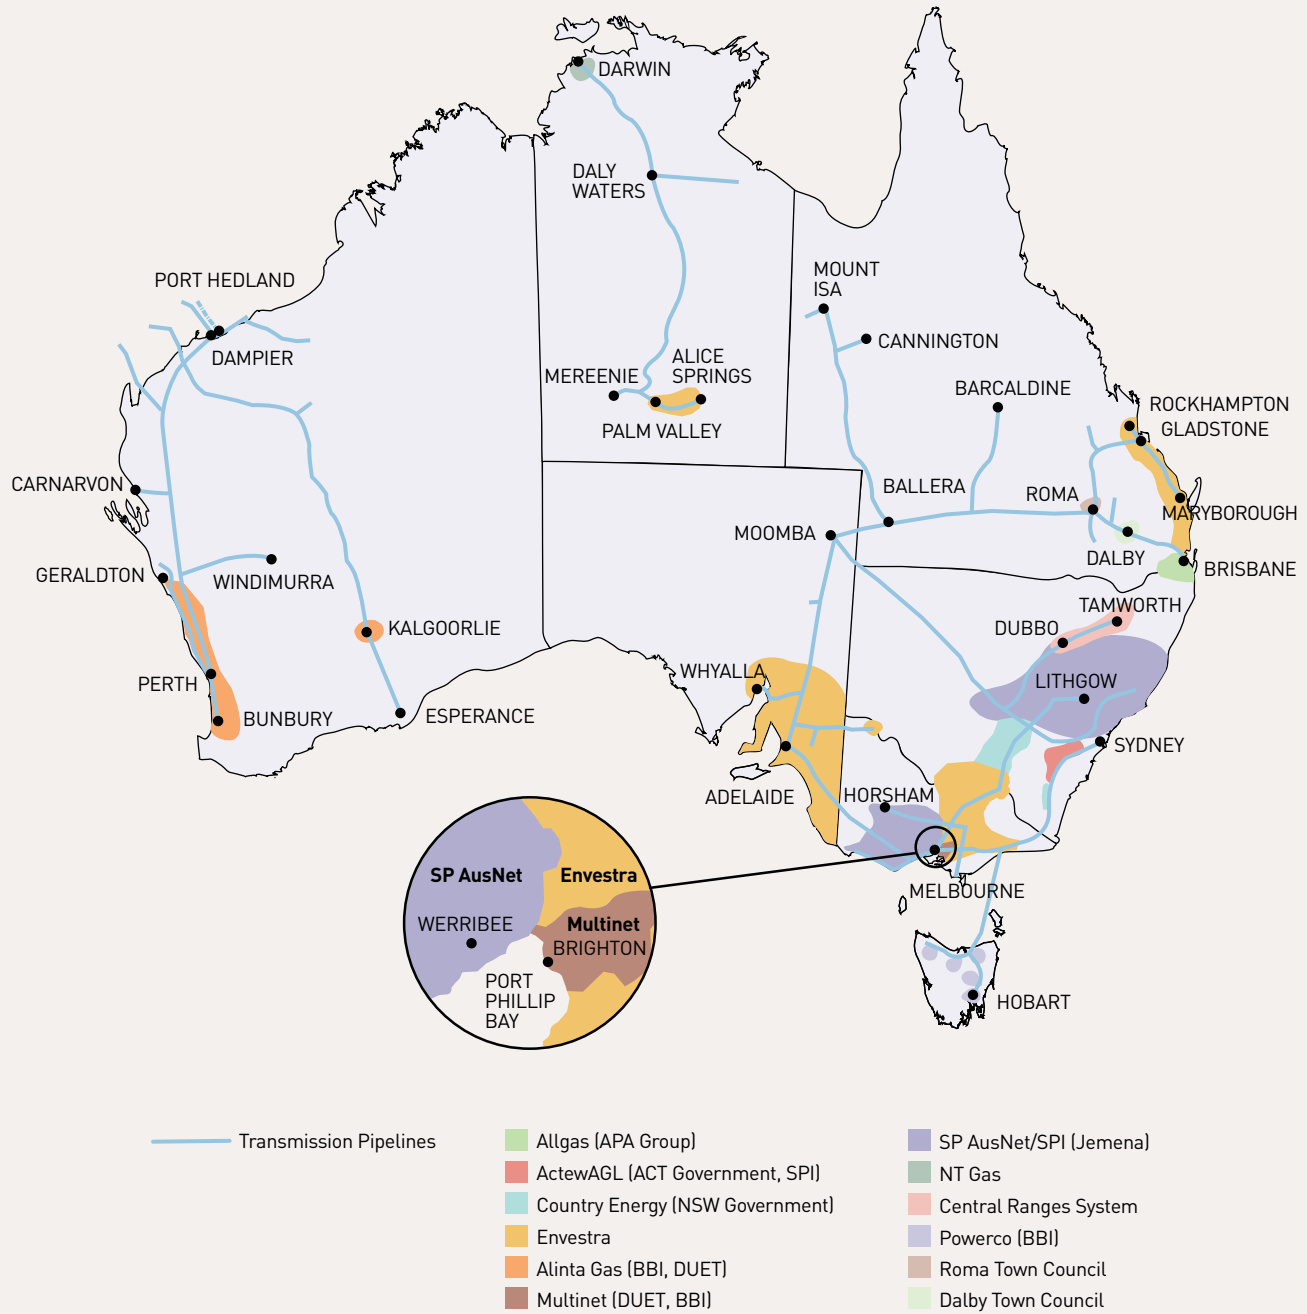 DARWIN
DALY
WATERS
MOUNT
ISA
PORT HEDLAND
CANNINGTON
DAMPIER
ALICE
SPRINGS
MEREENIE
BARCALDINE
ROCKHAMPTON
PALM VALLEY
GLADSTONE
CARNARVON
BALLERA
ROMA
MARYBOROUGH
MOOMBA
DALBY
GERALDTON
WINDIMURRA
BRISBANE
TAMWORTH
KALGOORLIE
DUBBO
WHYALLA
LITHGOW
PERTH
BUNBURY
ESPERANCE
SYDNEY
ADELAIDE
HORSHAM
SP AusNet
Envestra
MELBOURNE
WERRIBEE
Multinet
BRIGHTON
PORT
PHILLIP
BAY
HOBART
Transmission Pipelines
Allgas (APA Group)
ActewAGL (ACT Government, SPI)
Country Energy (NSW Government)
Envestra
Alinta Gas (BBI, DUET)
Multinet (DUET, BBI)
SP AusNet/SPI (Jemena)
NT Gas
Central Ranges System
Powerco (BBI)
Roma Town Council
Dalby Town Council